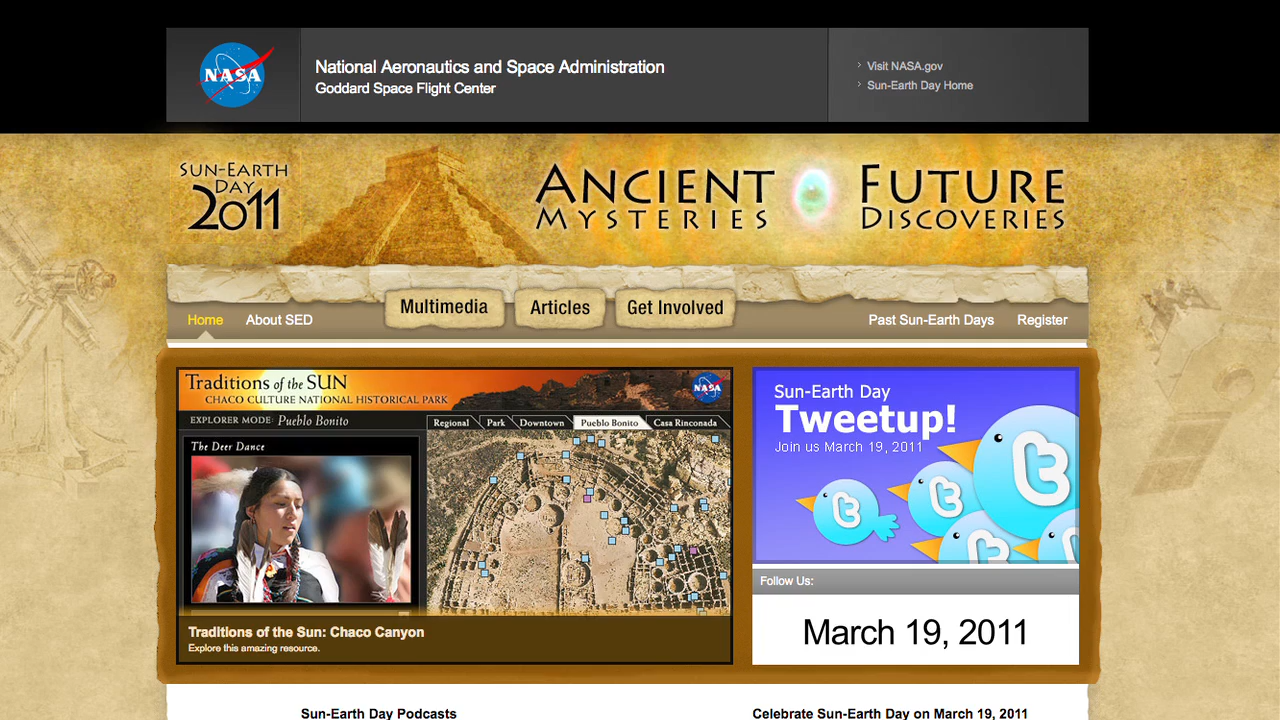 NASA
National Aeronautics and Space Administration
Goddard Space Flight Center
Visit NASA.gov
Sun-Earth Day Home
Sun-Earth
Day
2011
Ancient Future
Mysteries Discoveries
Home
About SED
Multimedia
Articles
Get Involved
Past Sun-Earth Days
Register
Traditions of the SUN
CHACO CULTURE NATIONAL HISTORICAL PARK
NASA
EXPLORER MODE: Pueblo Bonito
Regional
Park
Downtown
Pueblo Bonito
Casa Rinconada
The Deer Dance
Traditions of the Sun: Chaco Canyon
Explore this amazing resource.
Sun-Earth Day
Tweetup!
Join us March 19, 2011
t
t
t
t
t
Follow Us:
March 19, 2011
Sun-Earth Day Podcasts
Celebrate Sun-Earth Day on March 19, 2011